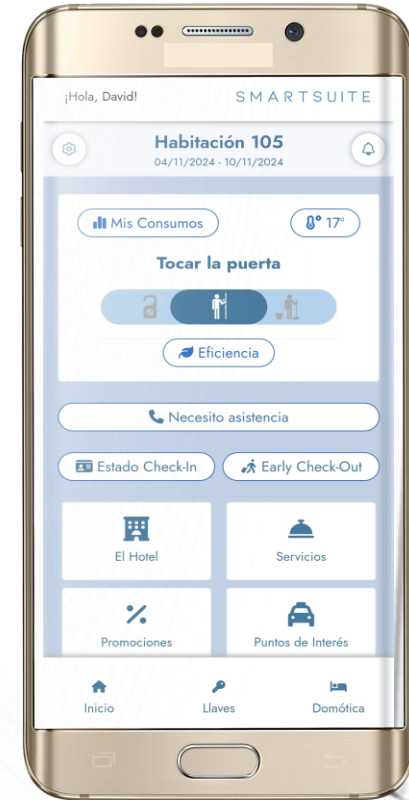 ¡Hola, David! SMARTSUITE
Habitación 105
04/11/2024 - 10/11/2024
Mis Consumos 17°
Tocar la puerta
Eficiencia
Necesito asistencia
Estado Check-In Early Check-Out
El Hotel Servicios
Promociones Puntos de Interés
Inicio Llaves Domótica